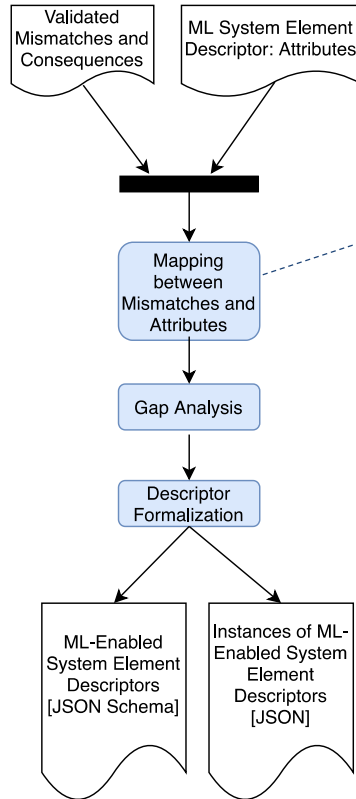 Validated
Mismatches and
Consequences
ML System Element
Descriptor: Attributes
Mapping
between
Mismatches and
Attributes
Gap Analysis
Descriptor
Formalization
ML-Enabled
System Element
Descriptors
[JSON Schema]
Instances of ML-
Enabled System
Element
Descriptors
[JSON]